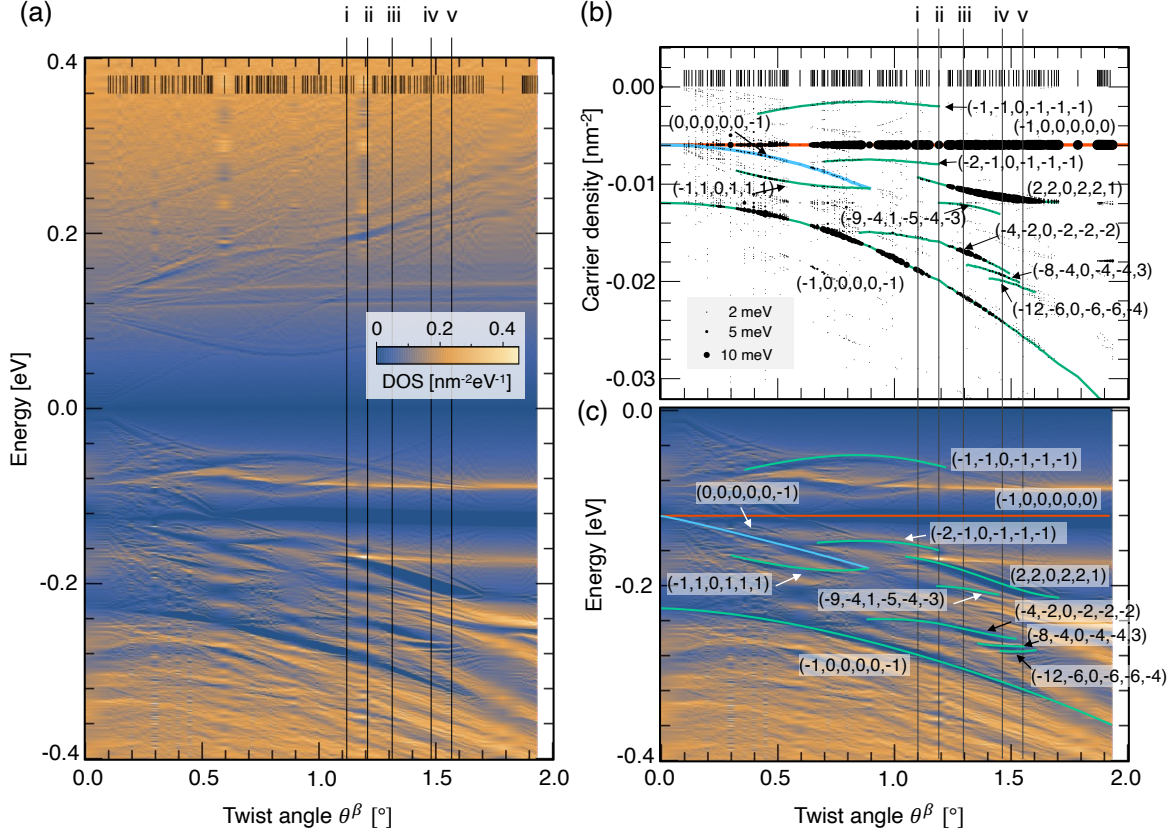 (a)
i ii iii iv v
0.4
0.2
0.0
-0.2
-0.4
Energy [eV]
0 0.2 0.4
DOS [nm-2eV-1]
0.0 0.5 1.0 1.5 2.0
Twist angle θβ [°]
(b)
i ii iii iv v
0.00
-0.01
-0.02
-0.03
Carrier density [nm-2]
(-1,-1,0,-1,-1,-1)
(0,0,0,0,0,-1)
(-1,0,0,0,0,0)
(-2,-1,0,-1,-1,-1)
(-1,1,0,1,1,1)
(2,2,0,2,2,1)
(-9,-4,1,-5,-4,-3)
(-4,-2,0,-2,-2,-2)
(-8,-4,0,-4,-4,3)
(-1,0,0,0,0,-1)
(-12,-6,0,-6,-6,-4)
2 meV
5 meV
10 meV
(c)
0.0
-0.2
-0.4
Energy [eV]
(-1,-1,0,-1,-1,-1)
(0,0,0,0,0,-1)
(-1,0,0,0,0,0)
(-2,-1,0,-1,-1,-1)
(-1,1,0,1,1,1)
(2,2,0,2,2,1)
(-9,-4,1,-5,-4,-3)
(-4,-2,0,-2,-2,-2)
(-8,-4,0,-4,-4,3)
(-1,0,0,0,0,-1)
(-12,-6,0,-6,-6,-4)
0.0 0.5 1.0 1.5 2.0
Twist angle θβ [°]